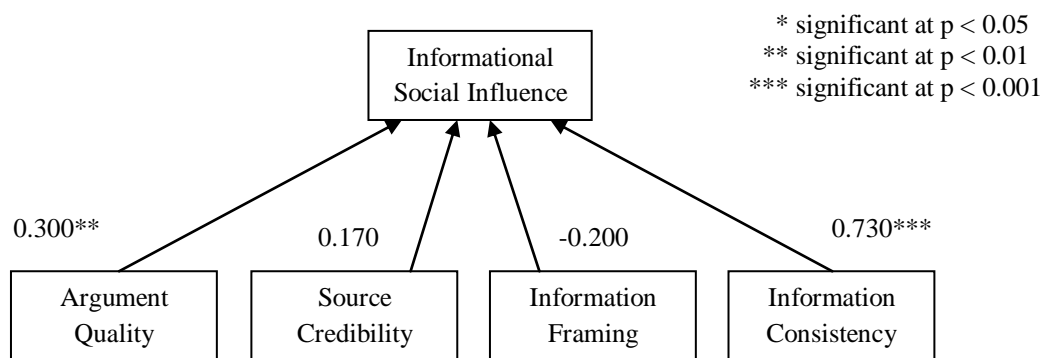 * significant at p < 0.05
** significant at p < 0.01
*** significant at p < 0.001
Informational
Social Influence
0.300**
0.170
-0.200
0.730***
Argument
Quality
Source
Credibility
Information
Framing
Information
Consistency